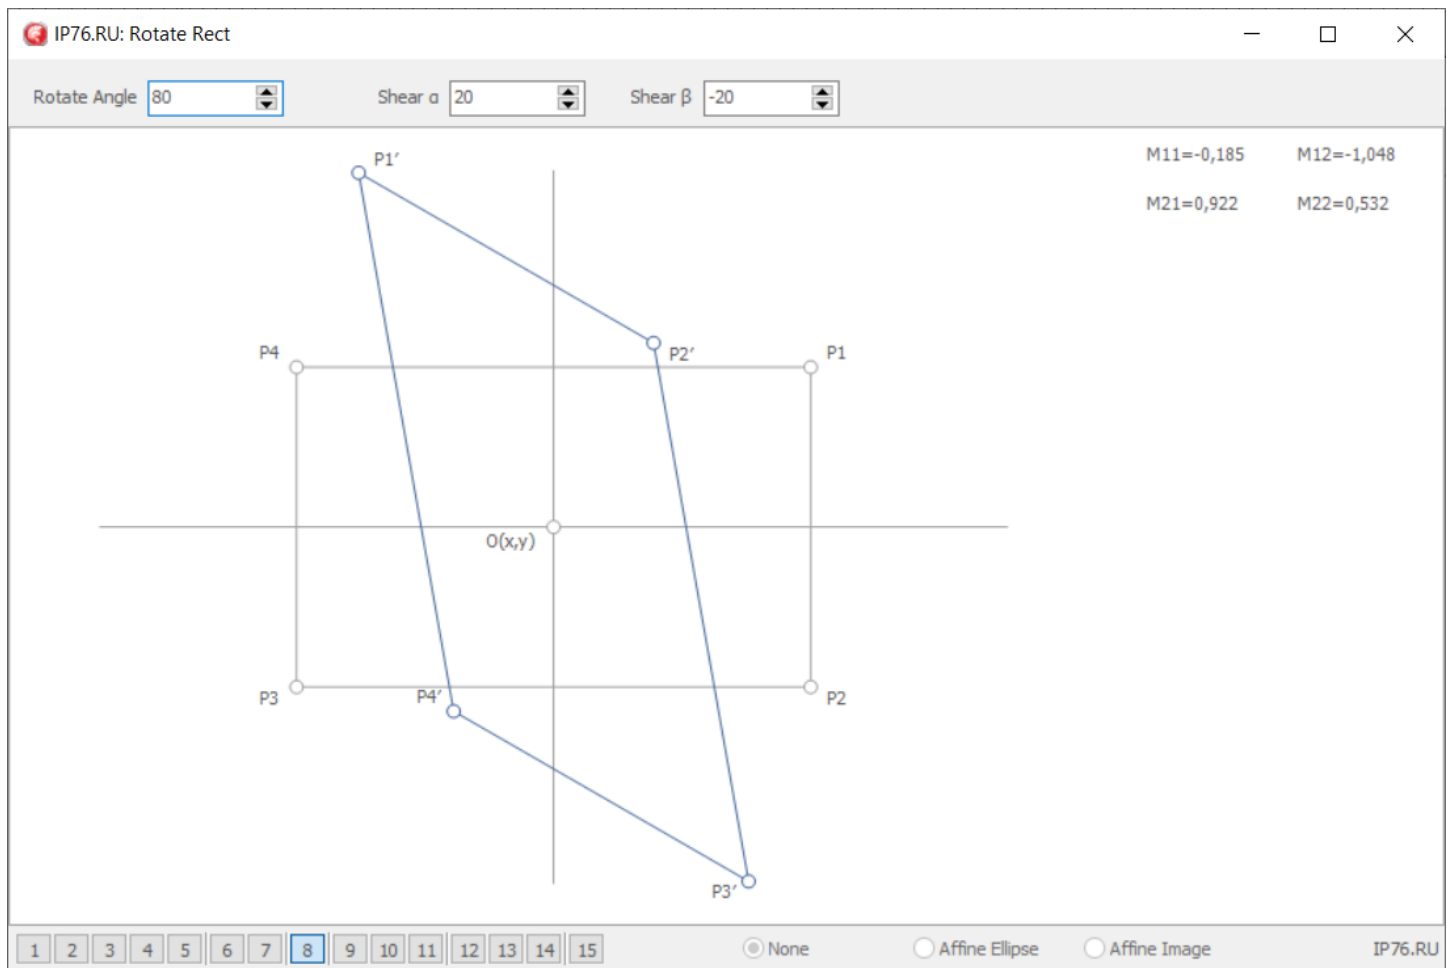 IP76.RU: Rotate Rect
Rotate Angle 80 Shear α 20 Shear β -20
M11=-0,185 M12=-1,048
M21=0,922 M22=0,532
P1′
P4 P2′ P1
O(x,y)
P3 P4′ P2
P3′
1 2 3 4 5 6 7 8 9 10 11 12 13 14 15 None Affine Ellipse Affine Image IP76.RU